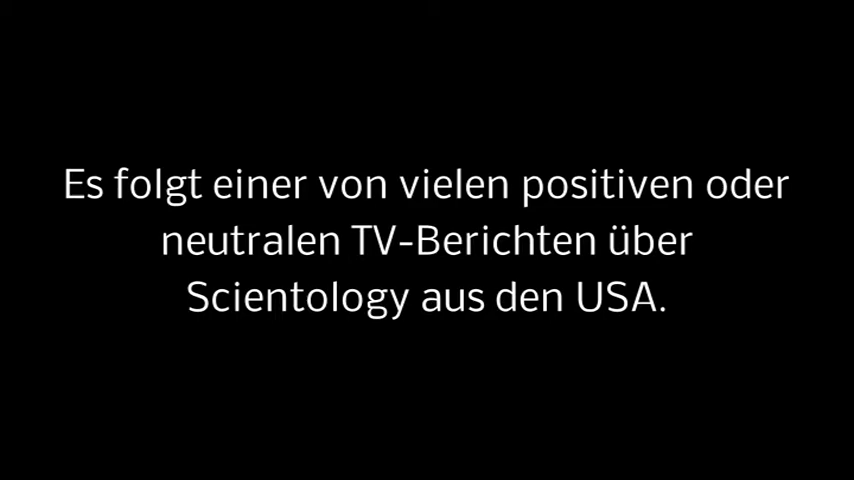 Es folgt einer von vielen positiven oder
neutralen TV-Berichten über
Scientology aus den USA.